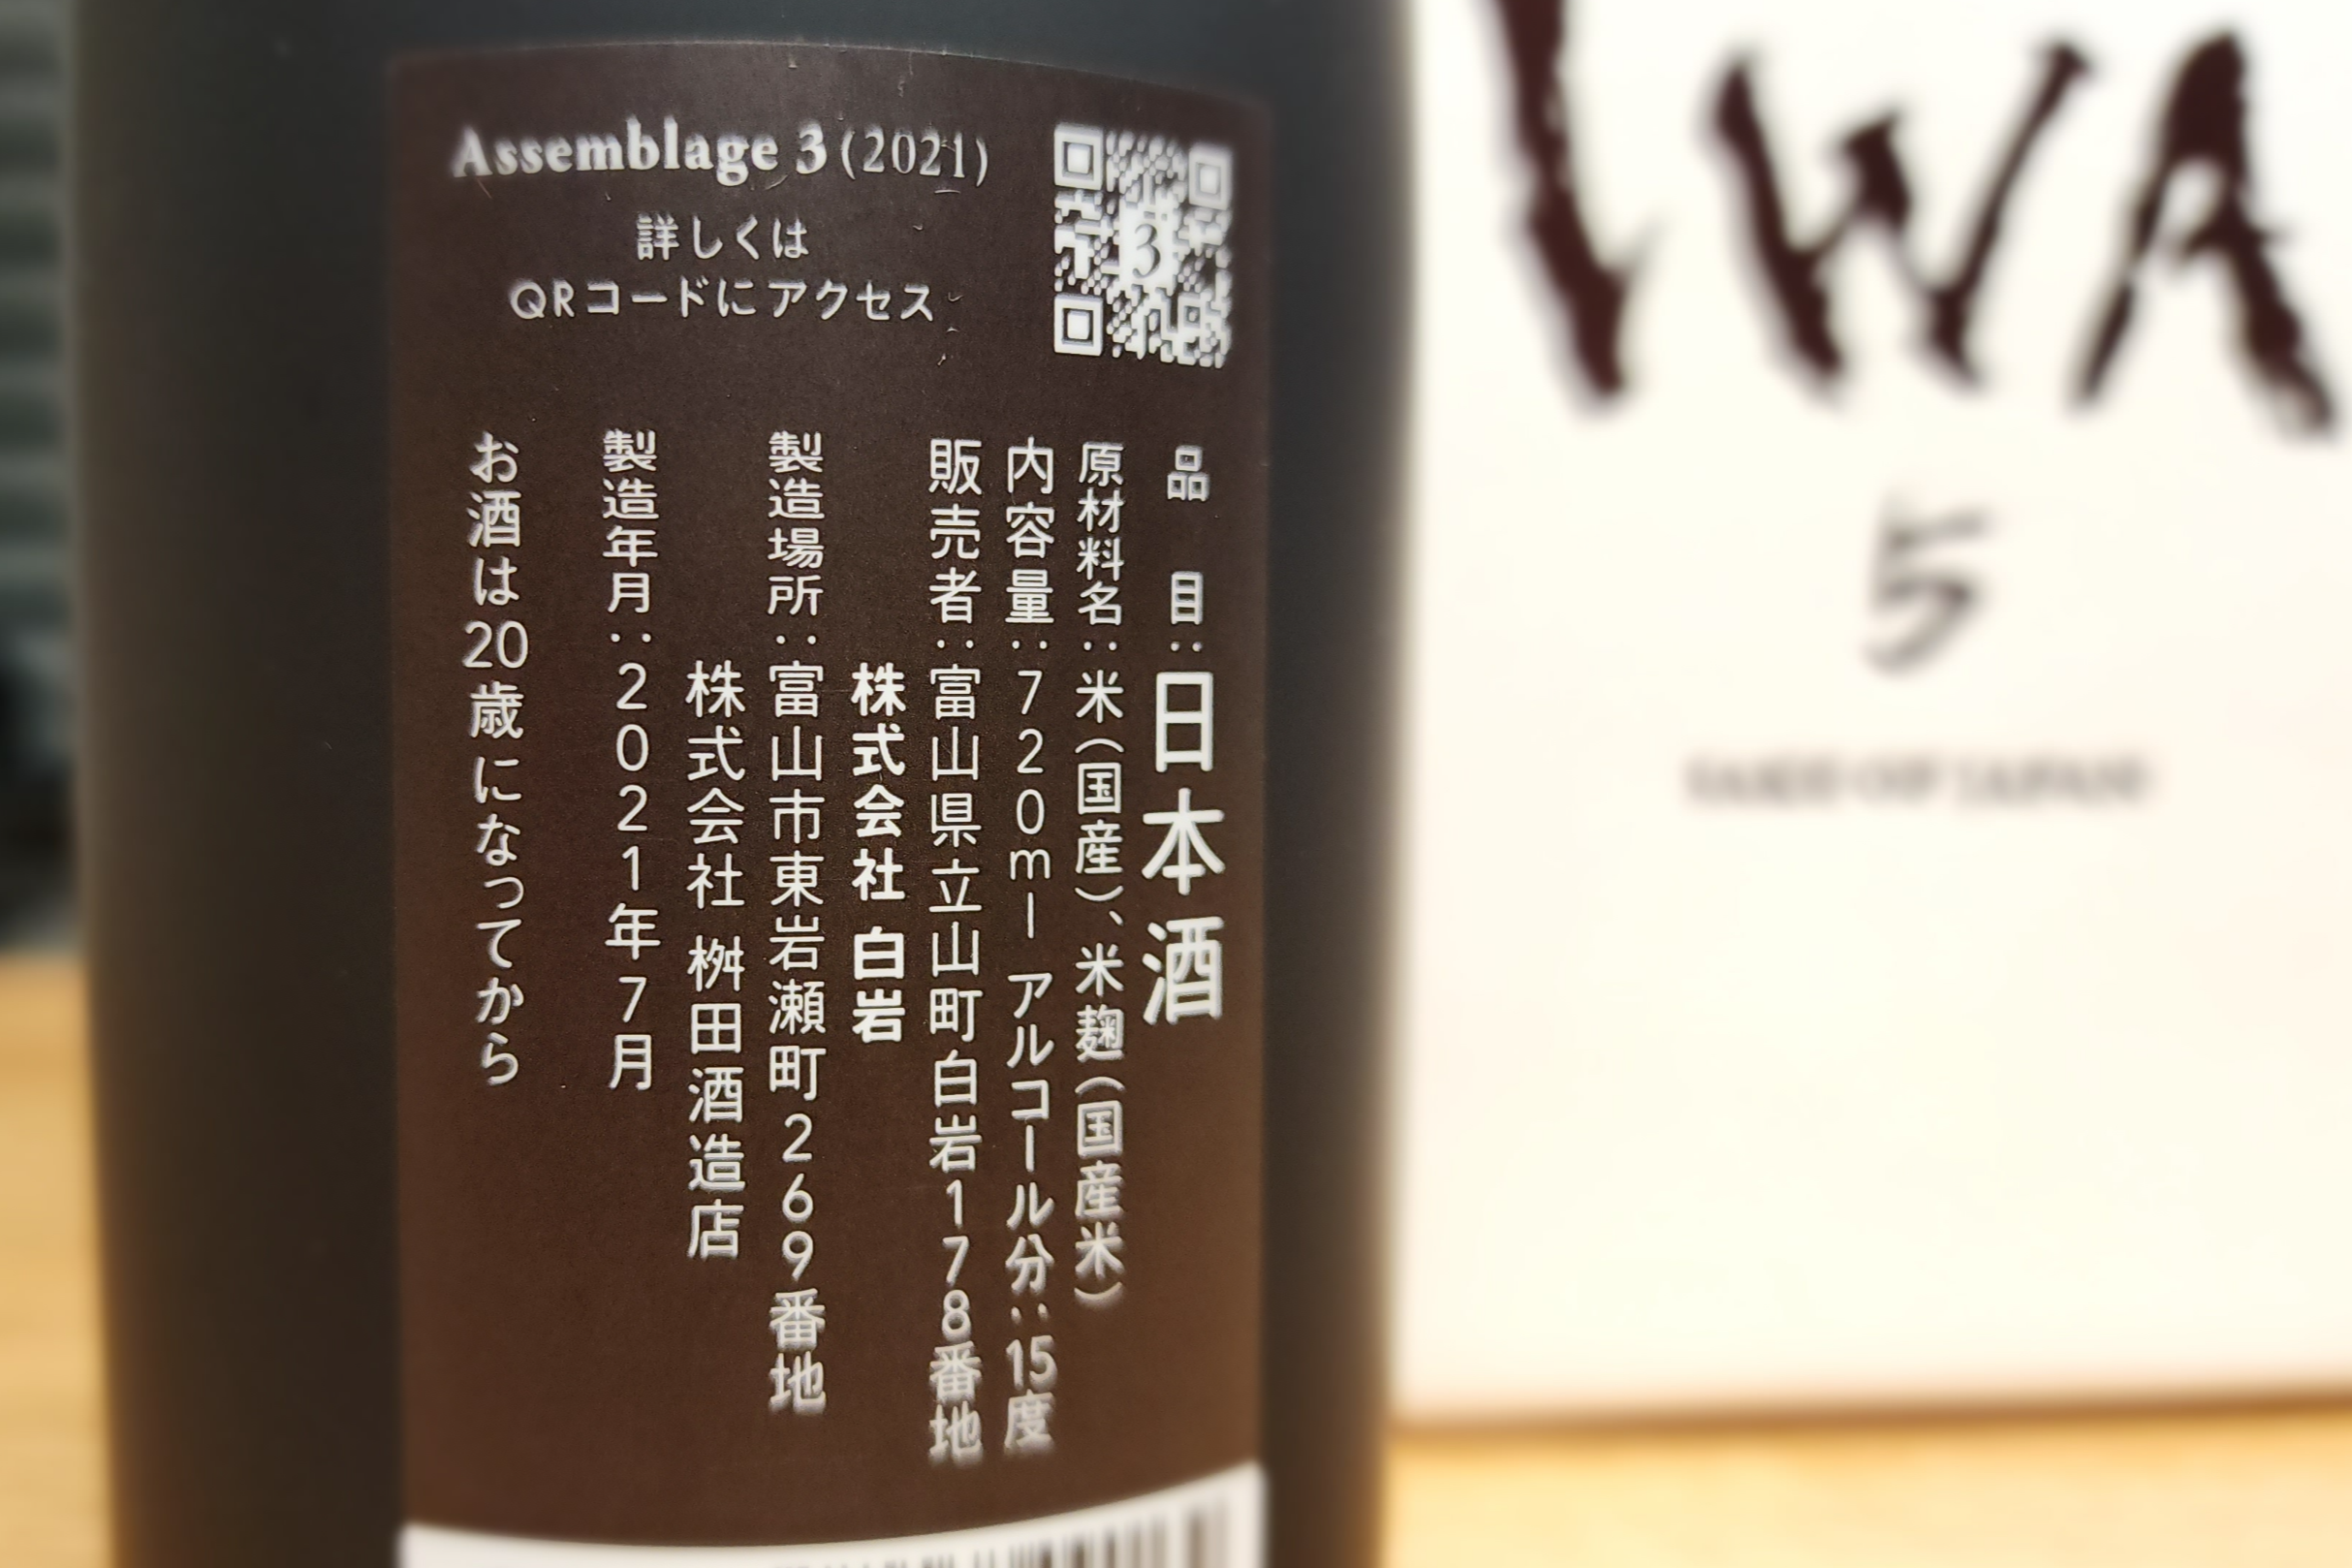 Assemblage 3 (2021)
詳しくは
QRコードにアクセス
3
品目：日本酒
原材料名：米（国産）、米麹（国産米）
内容量：720ml アルコール分：15度
販売者：富山県立山町白岩178番地
株式会社 白岩
製造場所：富山市東岩瀬町269番地
株式会社 桝田酒造店
製造年月：2021年7月
お酒は20歳になってから
IWA
5
SAKE OF JAPAN